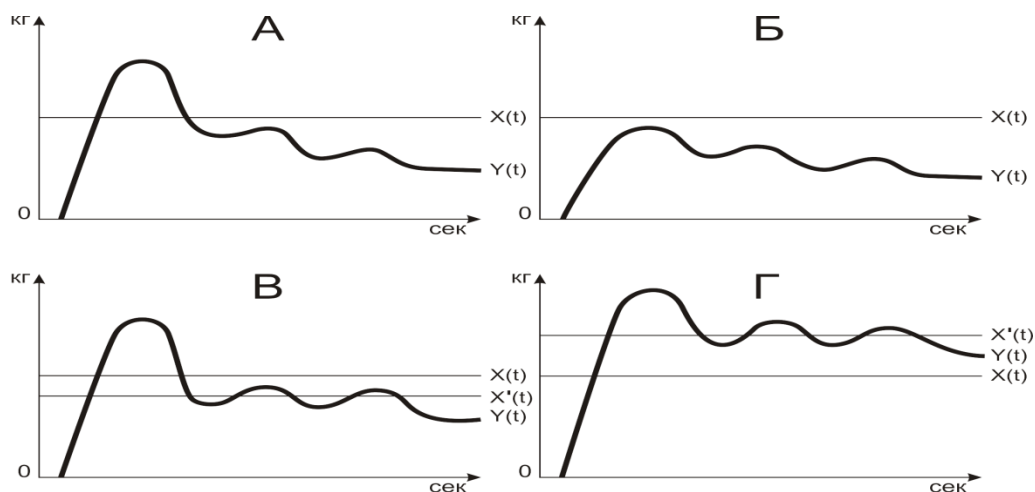 кг
А
X(t)
Y(t)
0
сек
кг
Б
X(t)
Y(t)
0
сек
кг
В
X(t)
X'(t)
Y(t)
0
сек
кг
Г
X'(t)
Y(t)
X(t)
0
сек